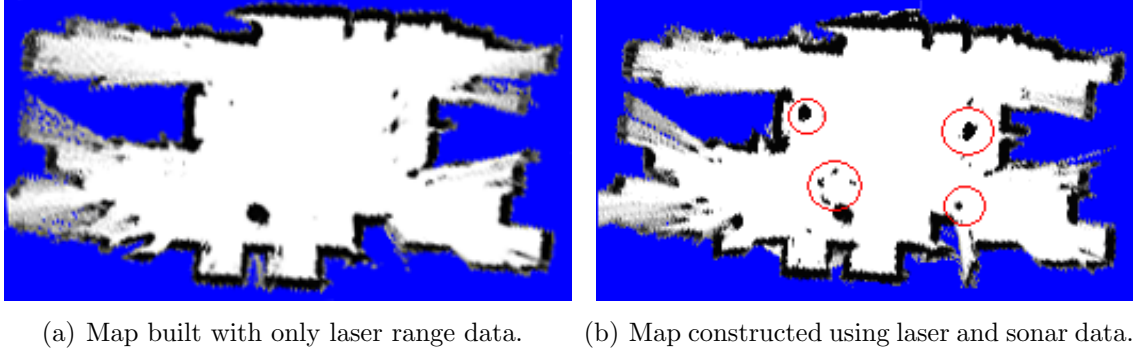 (a) Map built with only laser range data.
(b) Map constructed using laser and sonar data.